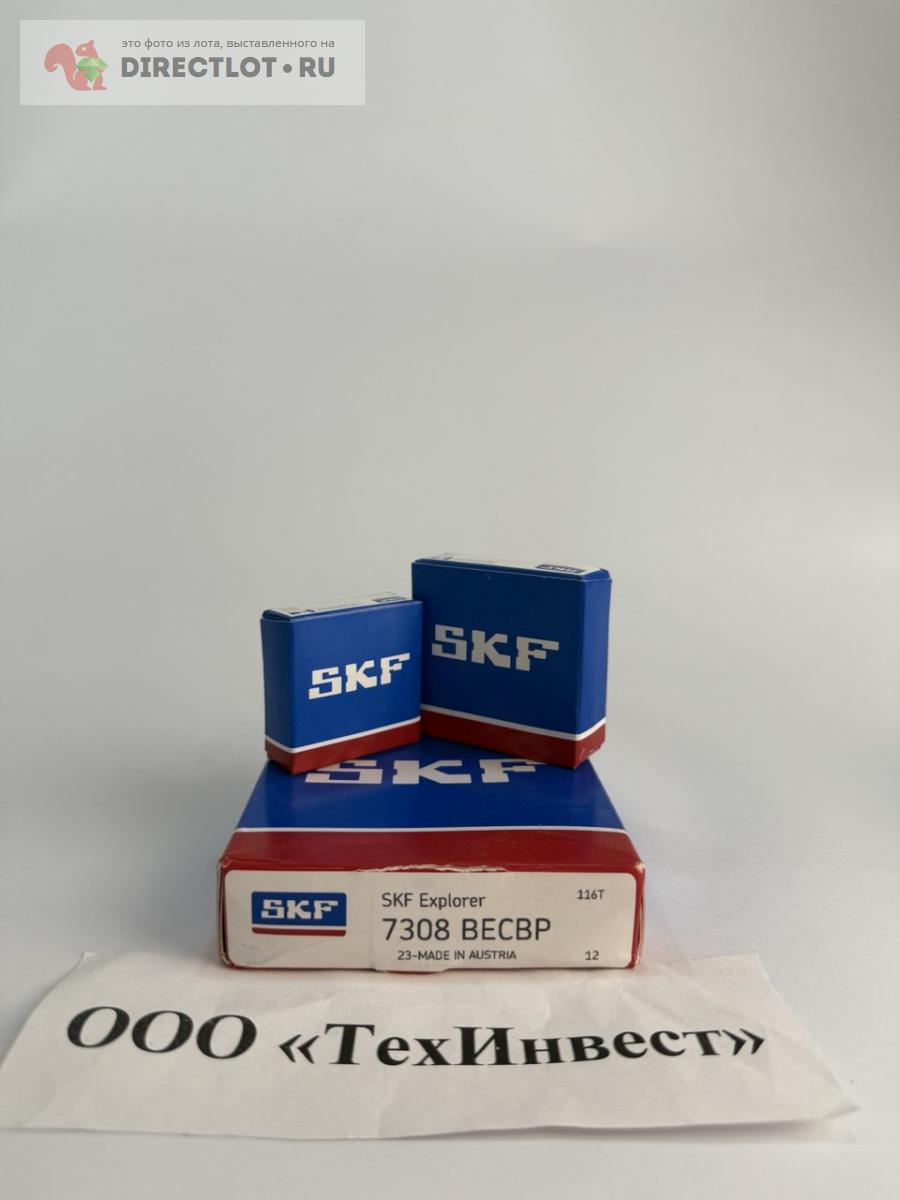 это фото из лота, выставленного на
DIRECTLOT•RU
SKF
SKF
SKF
SKF
SKF Explorer
116T
7308 BECBP
23-MADE IN AUSTRIA
12
ООО «ТехИнвест»